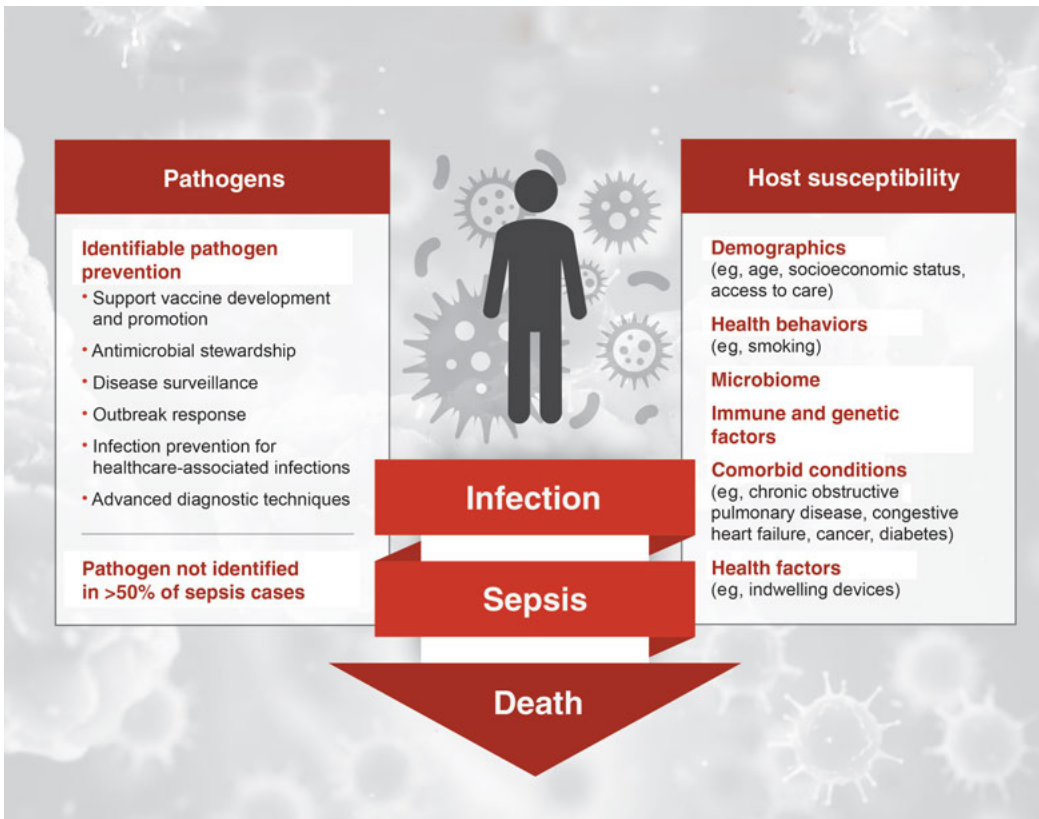 Pathogens
Identifiable pathogen
prevention
• Support vaccine development
and promotion
• Antimicrobial stewardship
• Disease surveillance
• Outbreak response
• Infection prevention for
healthcare-associated infections
• Advanced diagnostic techniques
Pathogen not identified
in >50% of sepsis cases
Infection
Sepsis
Death
Host susceptibility
Demographics
(eg, age, socioeconomic status,
access to care)
Health behaviors
(eg, smoking)
Microbiome
Immune and genetic
factors
Comorbid conditions
(eg, chronic obstructive
pulmonary disease, congestive
heart failure, cancer, diabetes)
Health factors
(eg, indwelling devices)